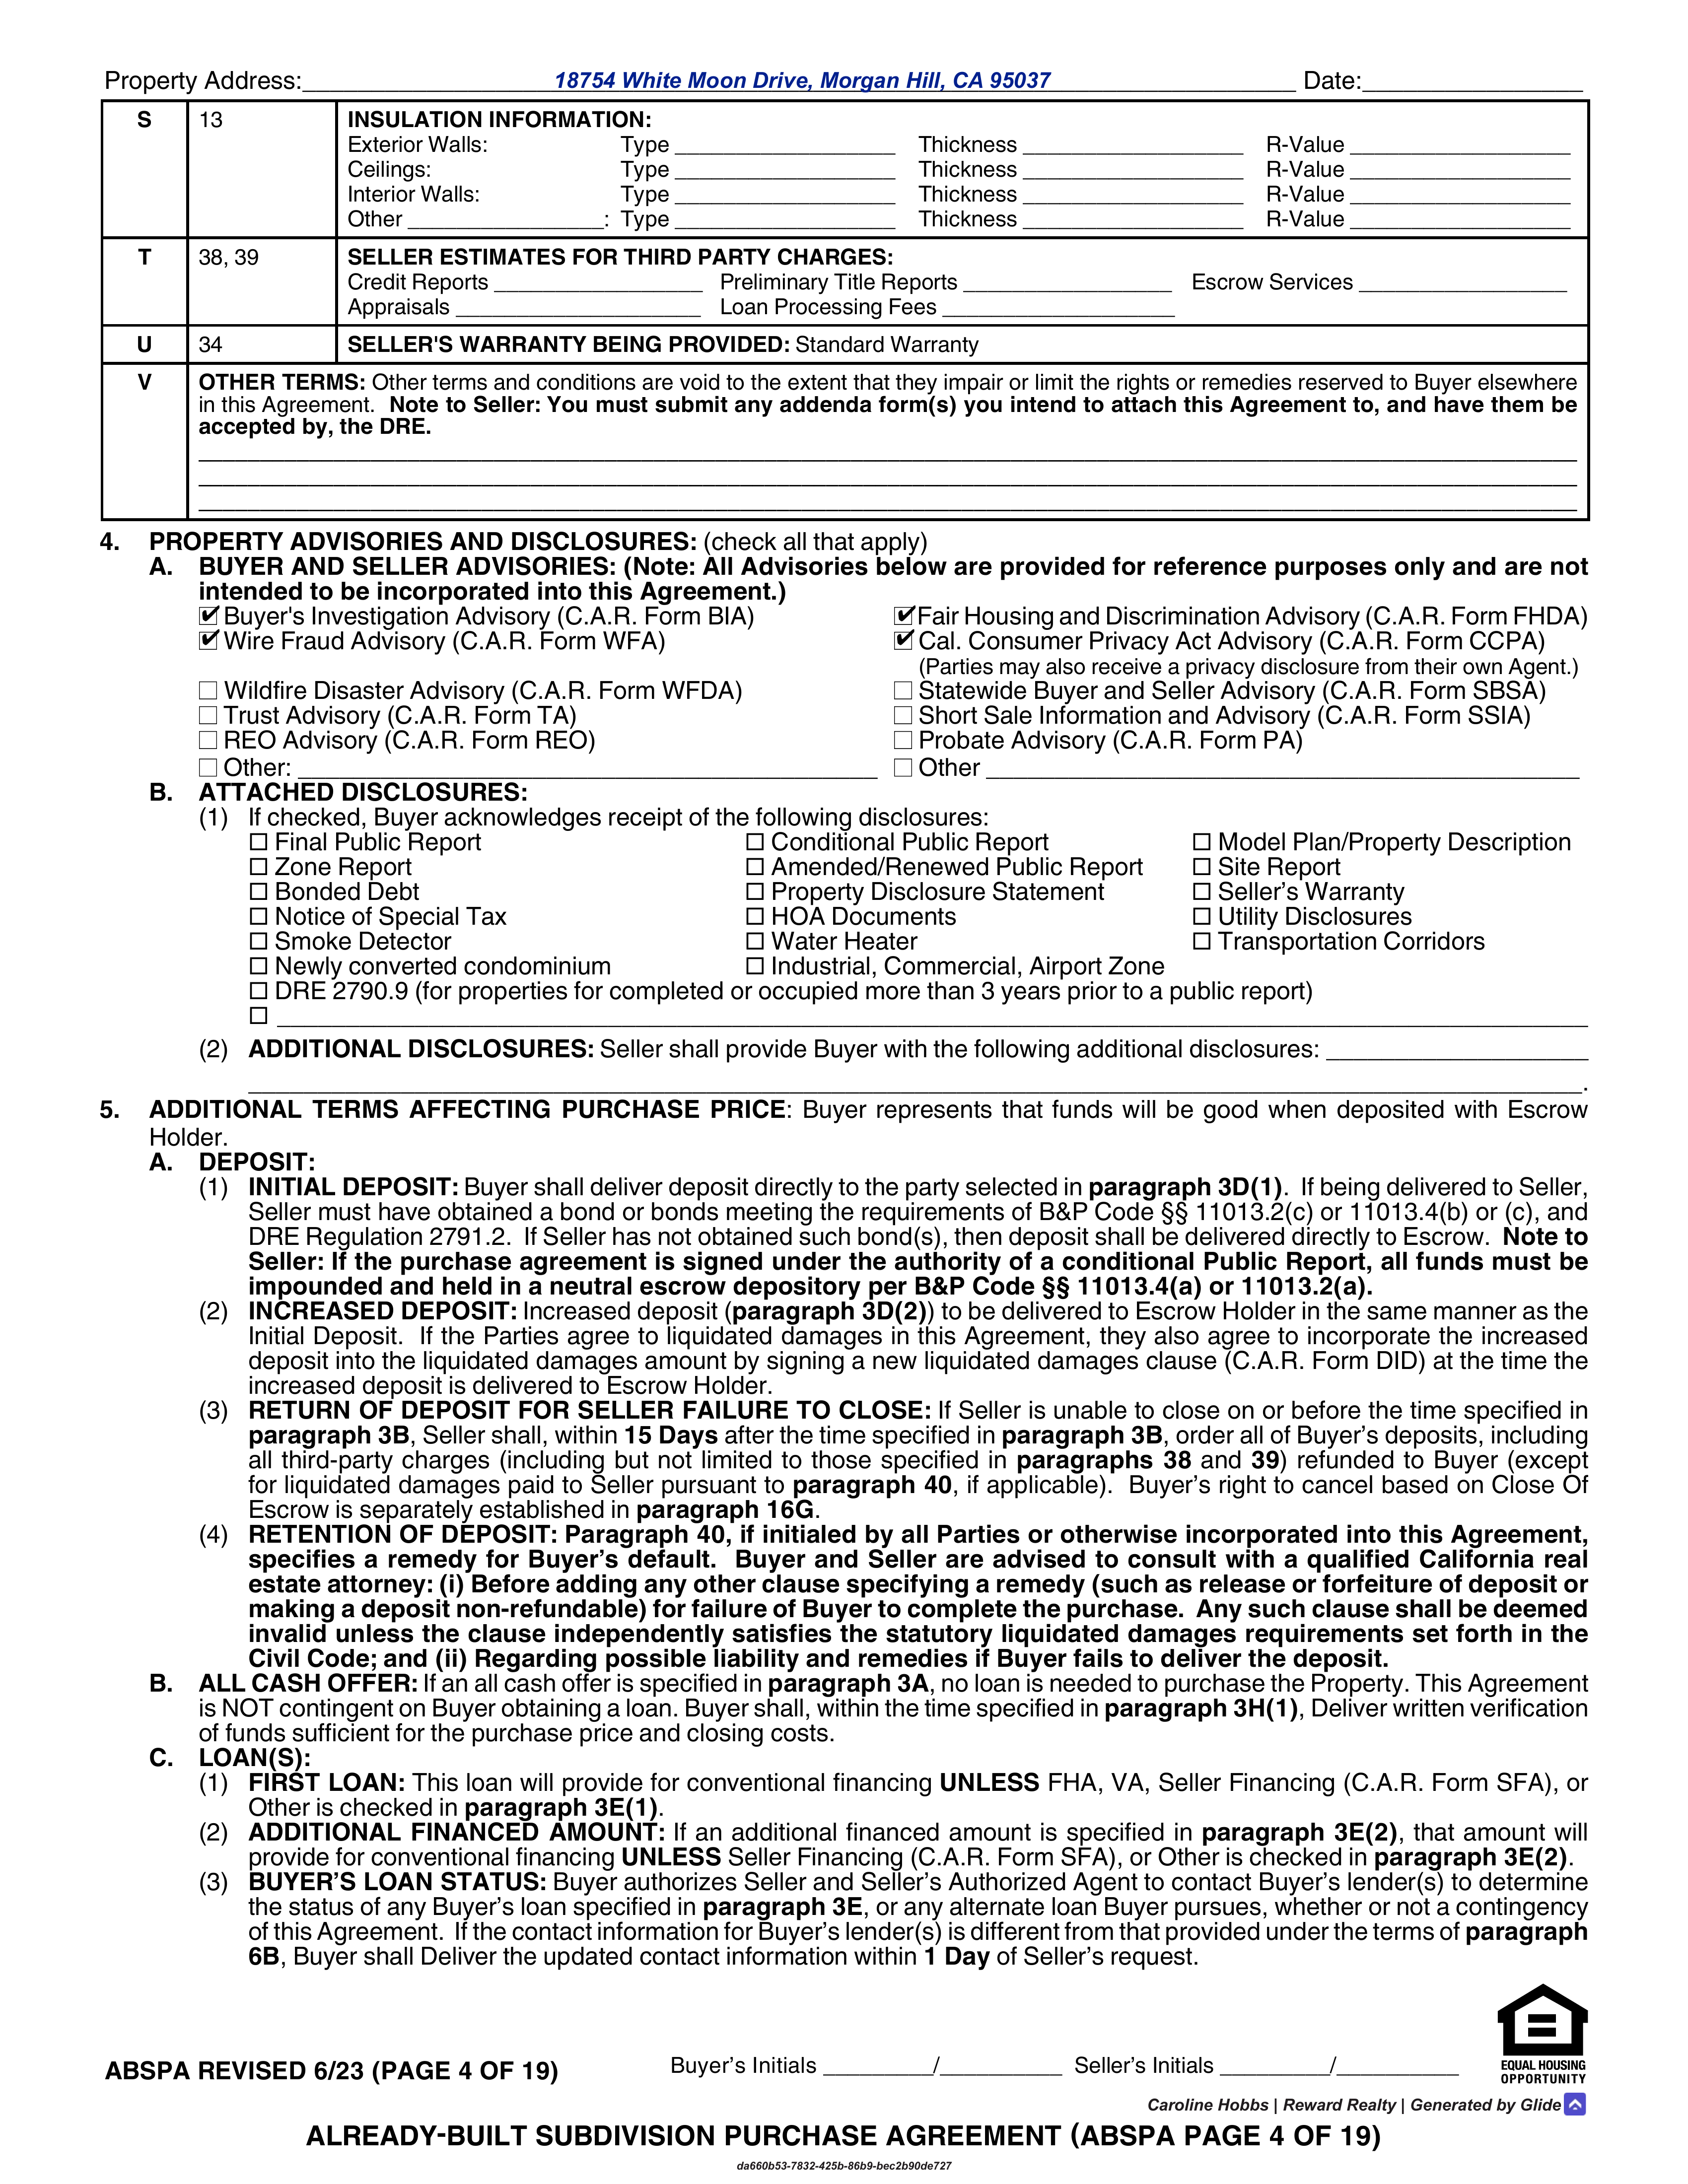 Property Address: 18754 White Moon Drive, Morgan Hill, CA 95037 Date:
S 13 INSULATION INFORMATION:
Exterior Walls: Type Thickness R-Value
Ceilings: Type Thickness R-Value
Interior Walls: Type Thickness R-Value
Other : Type Thickness R-Value
T 38, 39 SELLER ESTIMATES FOR THIRD PARTY CHARGES:
Credit Reports Preliminary Title Reports Escrow Services
Appraisals Loan Processing Fees
U 34 SELLER'S WARRANTY BEING PROVIDED: Standard Warranty
V OTHER TERMS: Other terms and conditions are void to the extent that they impair or limit the rights or remedies reserved to Buyer elsewhere
in this Agreement. Note to Seller: You must submit any addenda form(s) you intend to attach this Agreement to, and have them be
accepted by, the DRE.
4. PROPERTY ADVISORIES AND DISCLOSURES: (check all that apply)
A. BUYER AND SELLER ADVISORIES: (Note: All Advisories below are provided for reference purposes only and are not
intended to be incorporated into this Agreement.)
✔ Buyer's Investigation Advisory (C.A.R. Form BIA) ✔ Fair Housing and Discrimination Advisory (C.A.R. Form FHDA)
✔ Wire Fraud Advisory (C.A.R. Form WFA) ✔ Cal. Consumer Privacy Act Advisory (C.A.R. Form CCPA)
(Parties may also receive a privacy disclosure from their own Agent.)
☐ Wildfire Disaster Advisory (C.A.R. Form WFDA) ☐ Statewide Buyer and Seller Advisory (C.A.R. Form SBSA)
☐ Trust Advisory (C.A.R. Form TA) ☐ Short Sale Information and Advisory (C.A.R. Form SSIA)
☐ REO Advisory (C.A.R. Form REO) ☐ Probate Advisory (C.A.R. Form PA)
☐ Other: ☐ Other
B. ATTACHED DISCLOSURES:
(1) If checked, Buyer acknowledges receipt of the following disclosures:
☐ Final Public Report ☐ Conditional Public Report ☐ Model Plan/Property Description
☐ Zone Report ☐ Amended/Renewed Public Report ☐ Site Report
☐ Bonded Debt ☐ Property Disclosure Statement ☐ Seller’s Warranty
☐ Notice of Special Tax ☐ HOA Documents ☐ Utility Disclosures
☐ Smoke Detector ☐ Water Heater ☐ Transportation Corridors
☐ Newly converted condominium ☐ Industrial, Commercial, Airport Zone
☐ DRE 2790.9 (for properties for completed or occupied more than 3 years prior to a public report)
☐
(2) ADDITIONAL DISCLOSURES: Seller shall provide Buyer with the following additional disclosures:
.
5. ADDITIONAL TERMS AFFECTING PURCHASE PRICE: Buyer represents that funds will be good when deposited with Escrow
Holder.
A. DEPOSIT:
(1) INITIAL DEPOSIT: Buyer shall deliver deposit directly to the party selected in paragraph 3D(1). If being delivered to Seller,
Seller must have obtained a bond or bonds meeting the requirements of B&P Code §§ 11013.2(c) or 11013.4(b) or (c), and
DRE Regulation 2791.2. If Seller has not obtained such bond(s), then deposit shall be delivered directly to Escrow. Note to
Seller: If the purchase agreement is signed under the authority of a conditional Public Report, all funds must be
impounded and held in a neutral escrow depository per B&P Code §§ 11013.4(a) or 11013.2(a).
(2) INCREASED DEPOSIT: Increased deposit (paragraph 3D(2)) to be delivered to Escrow Holder in the same manner as the
Initial Deposit. If the Parties agree to liquidated damages in this Agreement, they also agree to incorporate the increased
deposit into the liquidated damages amount by signing a new liquidated damages clause (C.A.R. Form DID) at the time the
increased deposit is delivered to Escrow Holder.
(3) RETURN OF DEPOSIT FOR SELLER FAILURE TO CLOSE: If Seller is unable to close on or before the time specified in
paragraph 3B, Seller shall, within 15 Days after the time specified in paragraph 3B, order all of Buyer’s deposits, including
all third-party charges (including but not limited to those specified in paragraphs 38 and 39) refunded to Buyer (except
for liquidated damages paid to Seller pursuant to paragraph 40, if applicable). Buyer’s right to cancel based on Close Of
Escrow is separately established in paragraph 16G.
(4) RETENTION OF DEPOSIT: Paragraph 40, if initialed by all Parties or otherwise incorporated into this Agreement,
specifies a remedy for Buyer’s default. Buyer and Seller are advised to consult with a qualified California real
estate attorney: (i) Before adding any other clause specifying a remedy (such as release or forfeiture of deposit or
making a deposit non-refundable) for failure of Buyer to complete the purchase. Any such clause shall be deemed
invalid unless the clause independently satisfies the statutory liquidated damages requirements set forth in the
Civil Code; and (ii) Regarding possible liability and remedies if Buyer fails to deliver the deposit.
B. ALL CASH OFFER: If an all cash offer is specified in paragraph 3A, no loan is needed to purchase the Property. This Agreement
is NOT contingent on Buyer obtaining a loan. Buyer shall, within the time specified in paragraph 3H(1), Deliver written verification
of funds sufficient for the purchase price and closing costs.
C. LOAN(S):
(1) FIRST LOAN: This loan will provide for conventional financing UNLESS FHA, VA, Seller Financing (C.A.R. Form SFA), or
Other is checked in paragraph 3E(1).
(2) ADDITIONAL FINANCED AMOUNT: If an additional financed amount is specified in paragraph 3E(2), that amount will
provide for conventional financing UNLESS Seller Financing (C.A.R. Form SFA), or Other is checked in paragraph 3E(2).
(3) BUYER’S LOAN STATUS: Buyer authorizes Seller and Seller’s Authorized Agent to contact Buyer’s lender(s) to determine
the status of any Buyer’s loan specified in paragraph 3E, or any alternate loan Buyer pursues, whether or not a contingency
of this Agreement. If the contact information for Buyer’s lender(s) is different from that provided under the terms of paragraph
6B, Buyer shall Deliver the updated contact information within 1 Day of Seller’s request.
ABSPA REVISED 6/23 (PAGE 4 OF 19) Buyer’s Initials / Seller’s Initials /
EQUAL HOUSING
OPPORTUNITY
Caroline Hobbs | Reward Realty | Generated by Glide
ALREADY-BUILT SUBDIVISION PURCHASE AGREEMENT (ABSPA PAGE 4 OF 19)
da660b53-7832-425b-86b9-bec2b90de727